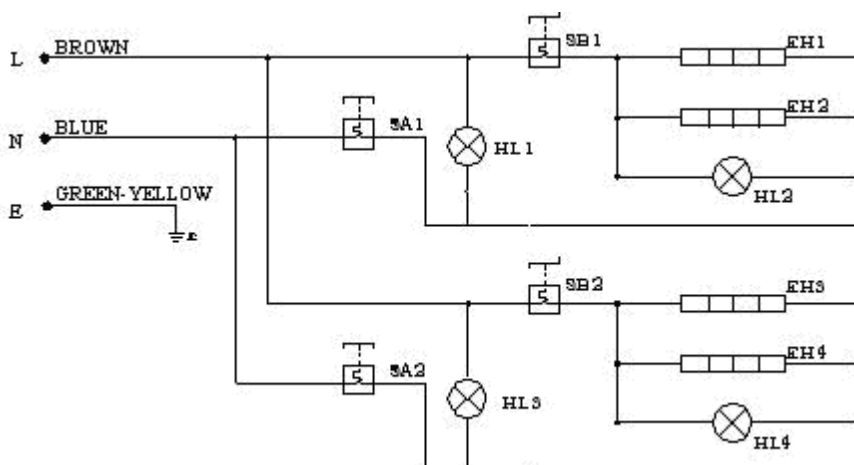 L BROWN SB1 EH1
N BLUE SA1 EH2
HL1
HL2
E GREEN-YELLOW
SB2 EH3
SA2 EH4
HL3
HL4